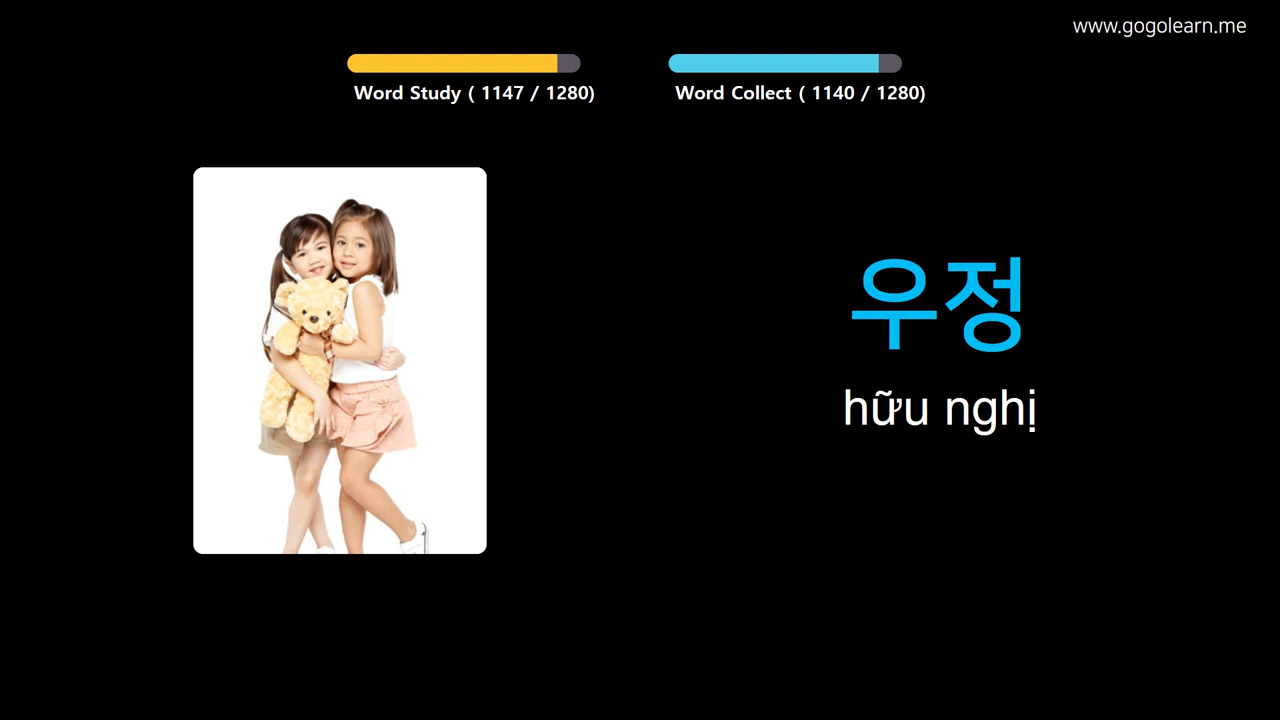 www.gogolearn.me
Word Study ( 1147 / 1280)
Word Collect ( 1140 / 1280)
우정
hữu nghị